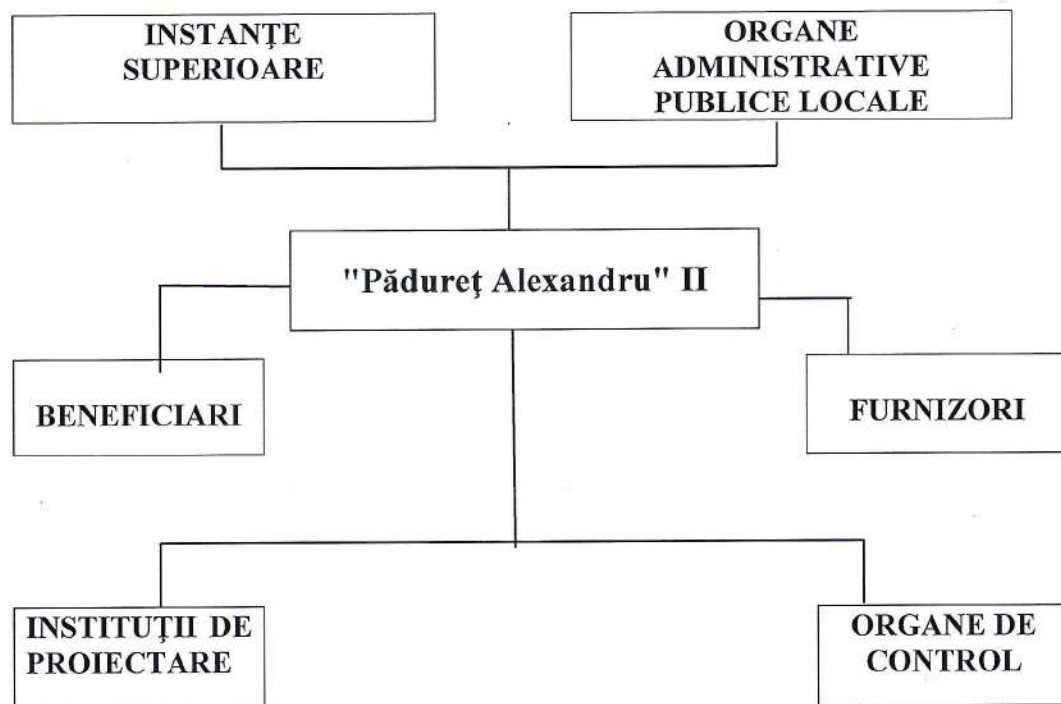 INSTANŢE
SUPERIOARE
ORGANE
ADMINISTRATIVE
PUBLICE LOCALE
"Pădureţ Alexandru" II
BENEFICIARI
FURNIZORI
INSTITUŢII DE
PROIECTARE
ORGANE DE
CONTROL